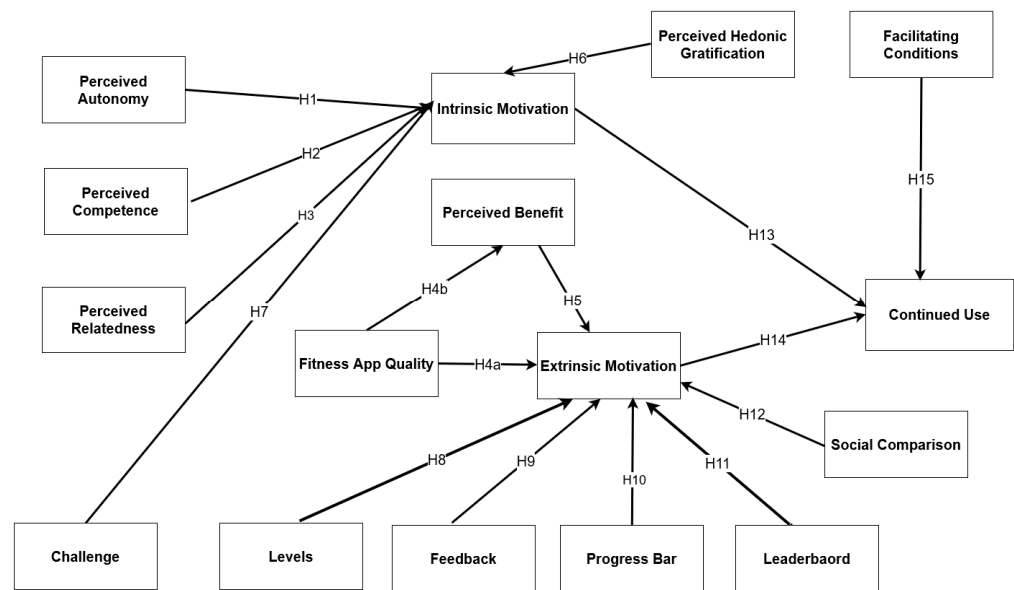 Perceived Hedonic
Gratification
Facilitating
Conditions
H6
Perceived
Autonomy
H1
Intrinsic Motivation
H2
Perceived
Competence
H15
H3
Perceived Benefit
H13
H4b
H5
Perceived
Relatedness
H7
Continued Use
H14
Fitness App Quality
H4a
Extrinsic Motivation
H12
Social Comparison
H8
H9
H10
H11
Challenge
Levels
Feedback
Progress Bar
Leaderbaord